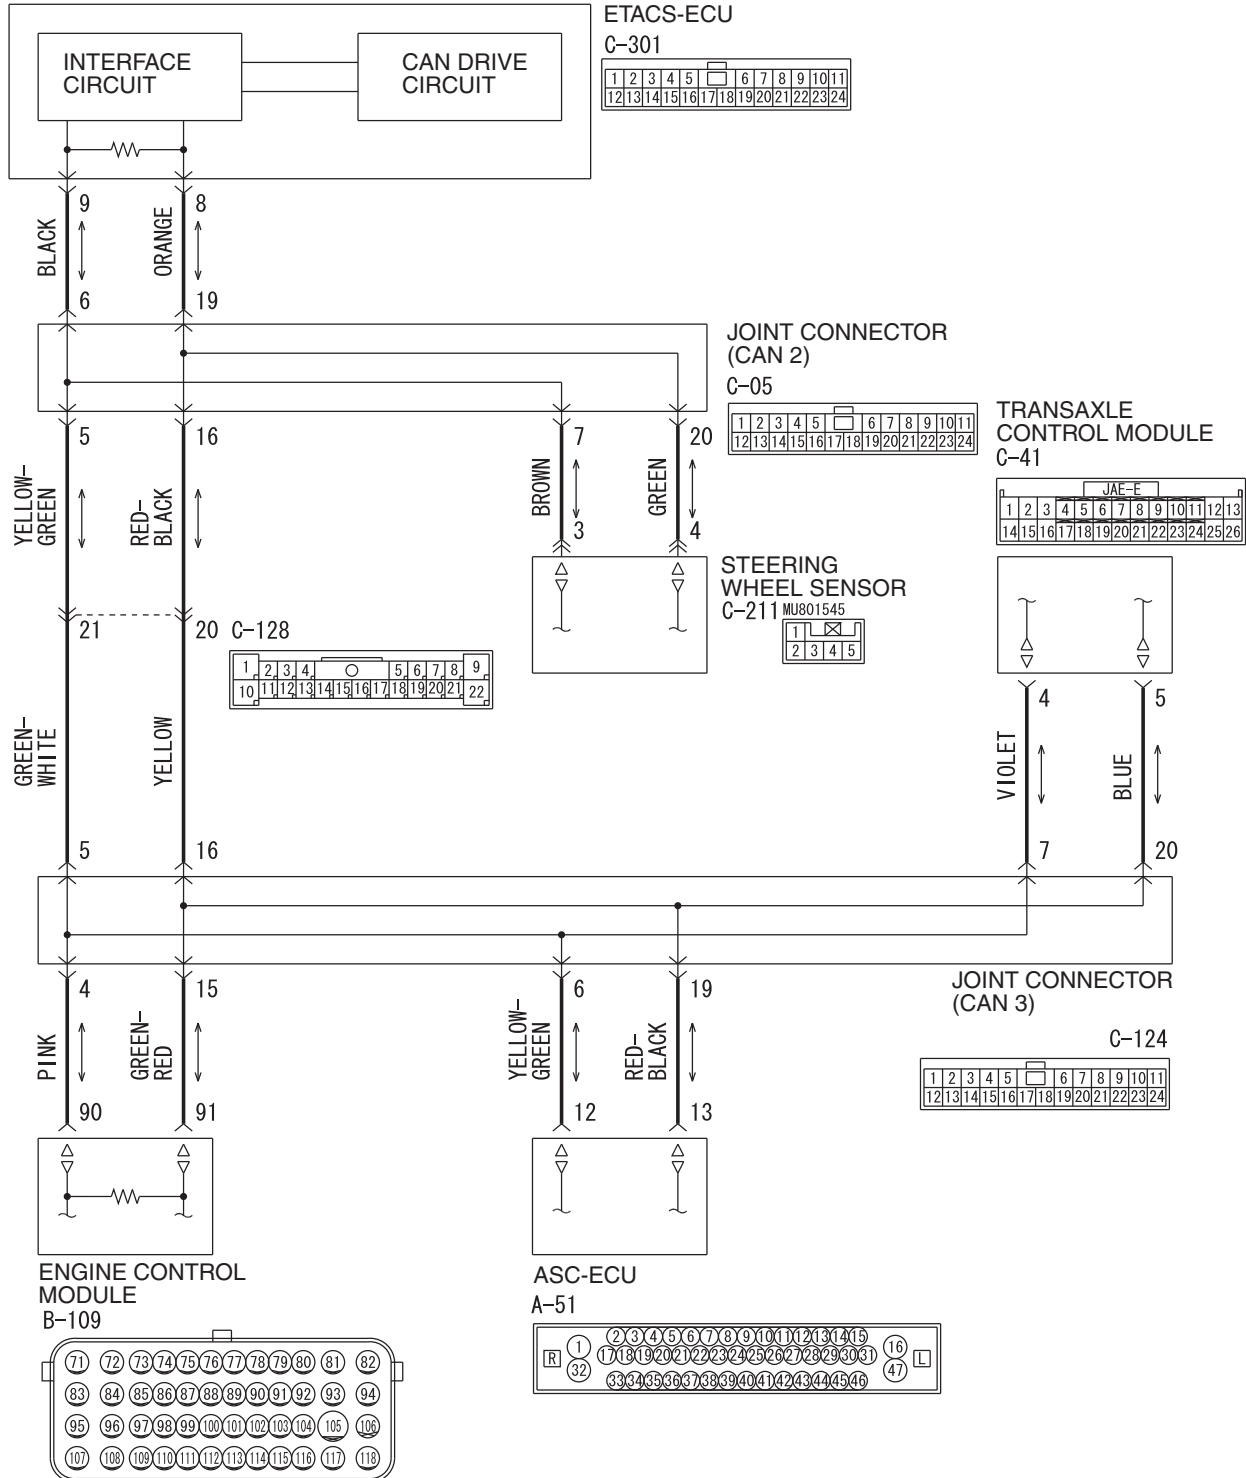 ETACS-ECU
C-301
INTERFACE
CIRCUIT
CAN DRIVE
CIRCUIT
1 2 3 4 5 6 7 8 9 10 11
12 13 14 15 16 17 18 19 20 21 22 23 24
9 8
BLACK
ORANGE
6 19
JOINT CONNECTOR
(CAN 2)
C-05
1 2 3 4 5 6 7 8 9 10 11
12 13 14 15 16 17 18 19 20 21 22 23 24
TRANSAXLE
CONTROL MODULE
C-41
JAE-E
1 2 3 4 5 6 7 8 9 10 11 12 13
14 15 16 17 18 19 20 21 22 23 24 25 26
5 16 7 20
YELLOW-
GREEN
RED-
BLACK
BROWN
GREEN
3 4
STEERING
WHEEL SENSOR
C-211 MU801545
1
2 3 4 5
21 20 C-128
1 2 3 4 5 6 7 8 9
10 11 12 13 14 15 16 17 18 19 20 21 22
4 5
GREEN-
WHITE
YELLOW
VIOLET
BLUE
5 16 7 20
4 15 6 19
JOINT CONNECTOR
(CAN 3)
C-124
1 2 3 4 5 6 7 8 9 10 11
12 13 14 15 16 17 18 19 20 21 22 23 24
PINK
GREEN-
RED
YELLOW-
GREEN
RED-
BLACK
90 91 12 13
ENGINE CONTROL
MODULE
B-109
71 72 73 74 75 76 77 78 79 80 81 82
83 84 85 86 87 88 89 90 91 92 93 94
95 96 97 98 99 100 101 102 103 104 105 106
107 108 109 110 111 112 113 114 115 116 117 118
ASC-ECU
A-51
R 1 2 3 4 5 6 7 8 9 10 11 12 13 14 15 16 L
17 18 19 20 21 22 23 24 25 26 27 28 29 30 31
32 33 34 35 36 37 38 39 40 41 42 43 44 45 46 47